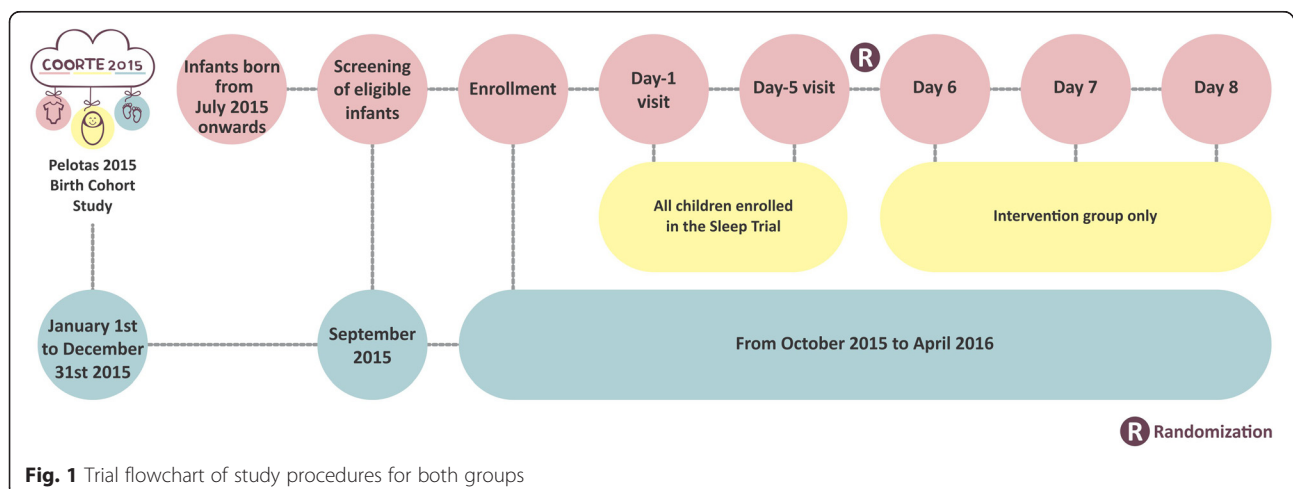 COORTE 2015
Pelotas 2015
Birth Cohort
Study
Infants born
from
July 2015
onwards
Screening
of eligible
infants
Enrollment
Day-1
visit
Day-5 visit
R
Day 6
Day 7
Day 8
All children enrolled
in the Sleep Trial
Intervention group only
January 1st
to December
31st 2015
September
2015
From October 2015 to April 2016
R Randomization
Fig. 1 Trial flowchart of study procedures for both groups